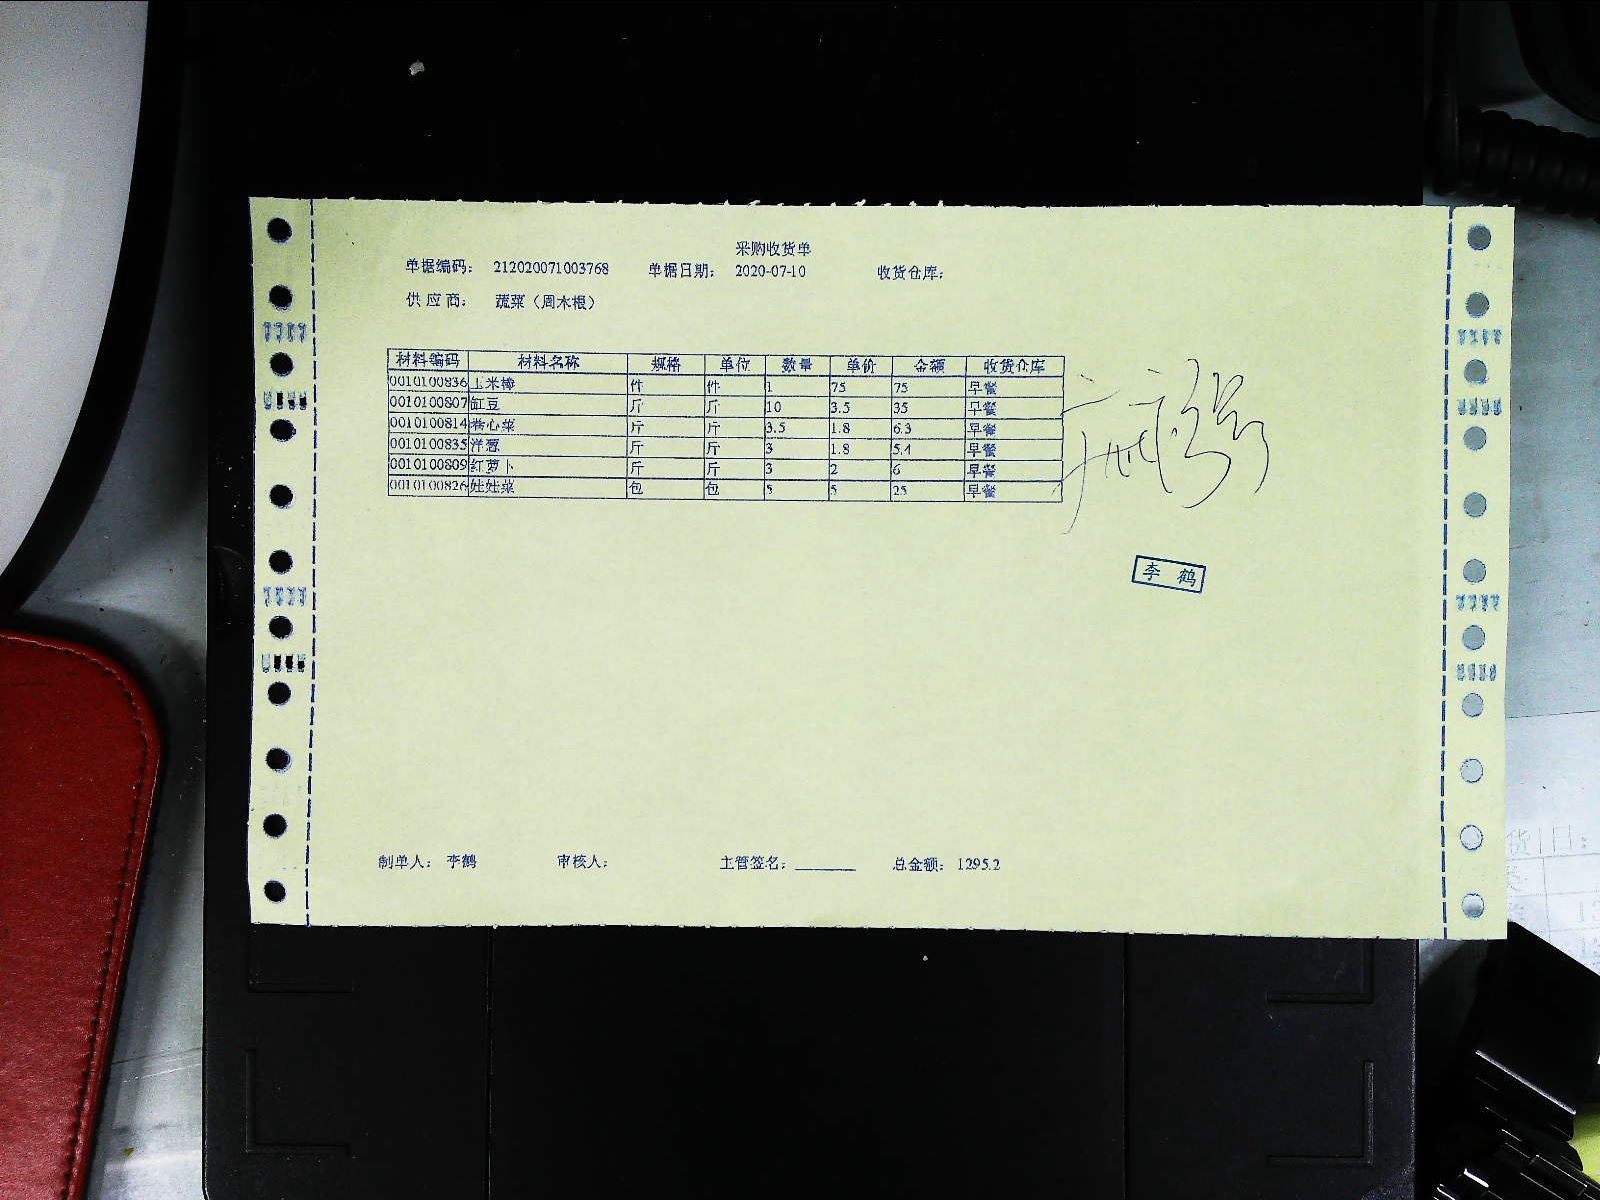 采购收货单
单据编码： 212020071003768 单据日期： 2020-07-10 收货仓库：
供应商： 蔬菜（周木根）
材料编码 材料名称 规格 单位 数量 单价 金额 收货仓库
0010100836 玉米棒 件 件 1 75 75 早餐
0010100807 缸豆 斤 斤 10 3.5 35 早餐
0010100814 卷心菜 斤 斤 3.5 1.8 6.3 早餐
0010100835 洋葱 斤 斤 3 1.8 5.4 早餐
0010100809 红萝卜 斤 斤 3 2 6 早餐
0010100826 娃娃菜 包 包 5 5 25 早餐
李鹤
制单人： 李鹤 审核人： 主管签名： 总金额： 1295.2